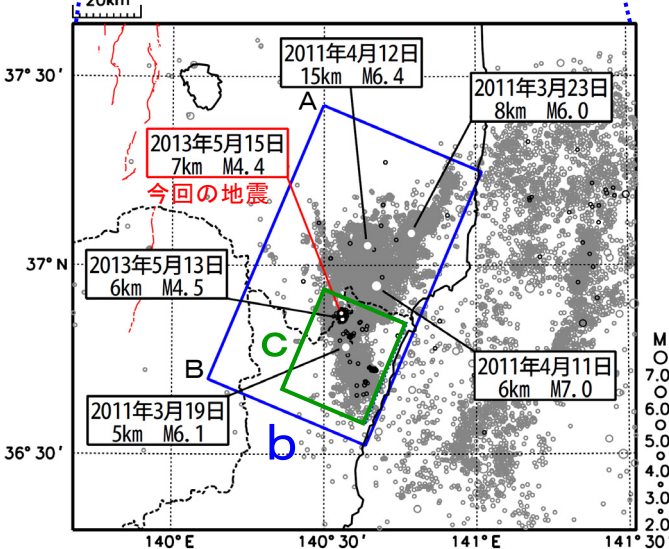 20km
37°30′
2011年4月12日
15km M6.4
A
2011年3月23日
8km M6.0
2013年5月15日
7km M4.4
今回の地震
37°N
2013年5月13日
6km M4.5
c
B
2011年4月11日
6km M7.0
2011年3月19日
5km M6.1
b
36°30′
M
7.0
6.0
5.0
4.0
3.0
2.0
140°E
140°30′
141°E
141°30